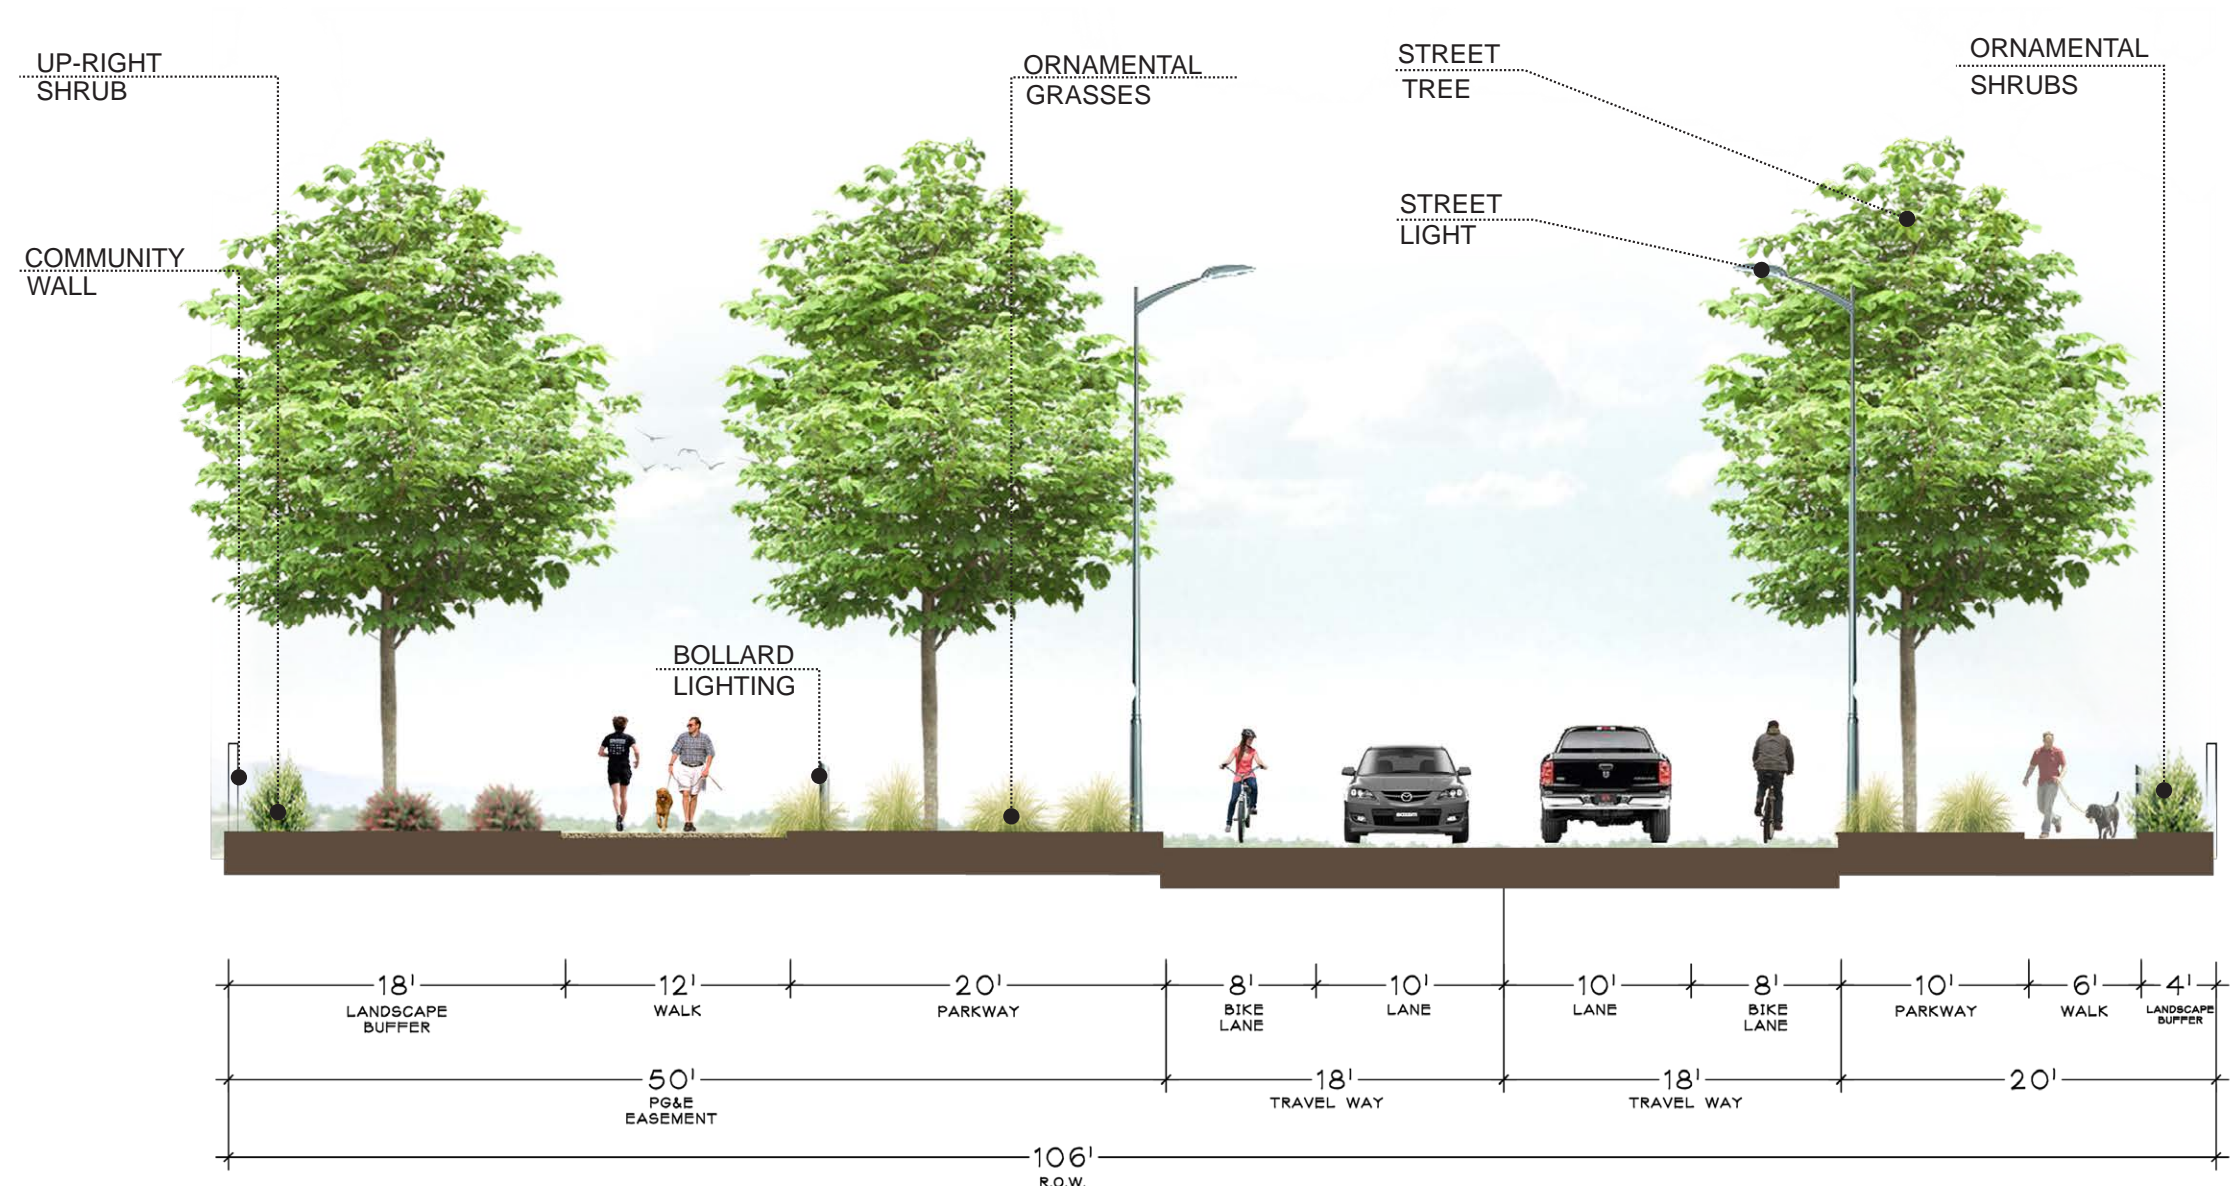 UP-RIGHT
SHRUB
ORNAMENTAL
GRASSES
STREET
TREE
ORNAMENTAL
SHRUBS
COMMUNITY
WALL
STREET
LIGHT
BOLLARD
LIGHTING
18' 12' 20' 8' 10' 10' 8' 10' 6' 4'
LANDSCAPE
BUFFER
WALK
PARKWAY
BIKE
LANE
LANE
LANE
BIKE
LANE
PARKWAY
WALK
LANDSCAPE
BUFFER
50' 18' 18' 20'
PG&E
EASEMENT
TRAVEL WAY
TRAVEL WAY
106'
R.O.W.